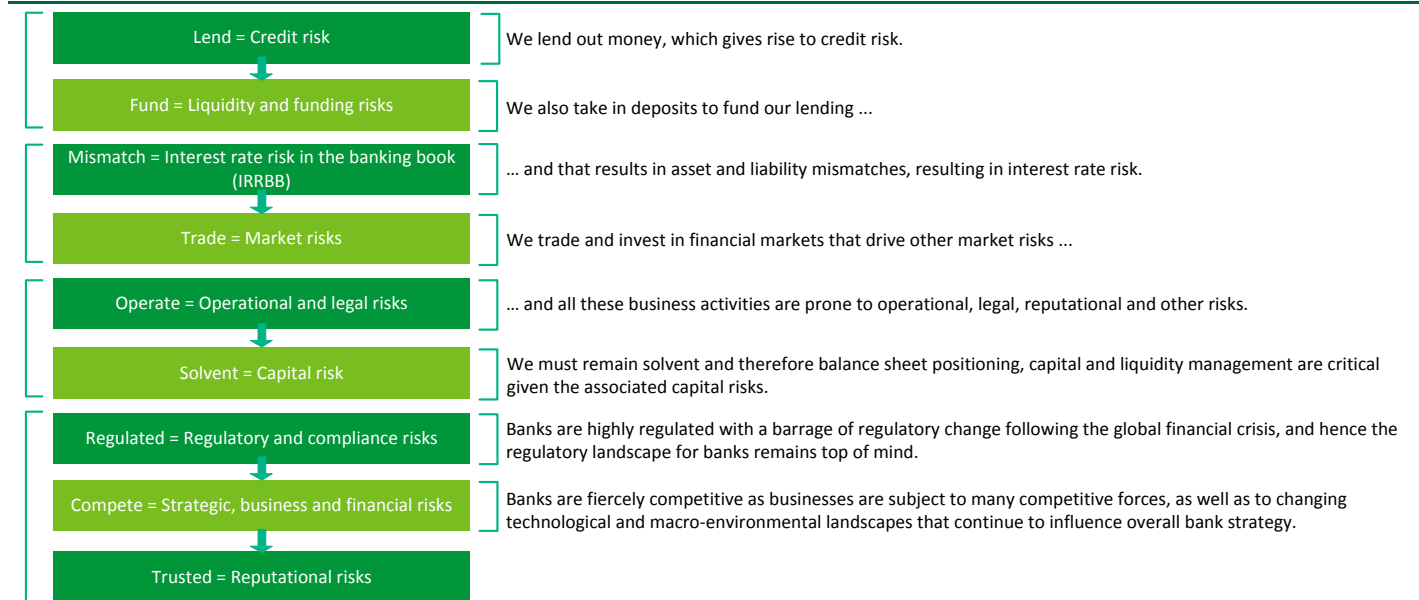 Lend = Credit risk
We lend out money, which gives rise to credit risk.
Fund = Liquidity and funding risks
We also take in deposits to fund our lending ...
Mismatch = Interest rate risk in the banking book
(IRRBB)
... and that results in asset and liability mismatches, resulting in interest rate risk.
Trade = Market risks
We trade and invest in financial markets that drive other market risks ...
Operate = Operational and legal risks
... and all these business activities are prone to operational, legal, reputational and other risks.
Solvent = Capital risk
We must remain solvent and therefore balance sheet positioning, capital and liquidity management are critical
given the associated capital risks.
Regulated = Regulatory and compliance risks
Banks are highly regulated with a barrage of regulatory change following the global financial crisis, and hence the
regulatory landscape for banks remains top of mind.
Compete = Strategic, business and financial risks
Banks are fiercely competitive as businesses are subject to many competitive forces, as well as to changing
technological and macro-environmental landscapes that continue to influence overall bank strategy.
Trusted = Reputational risks